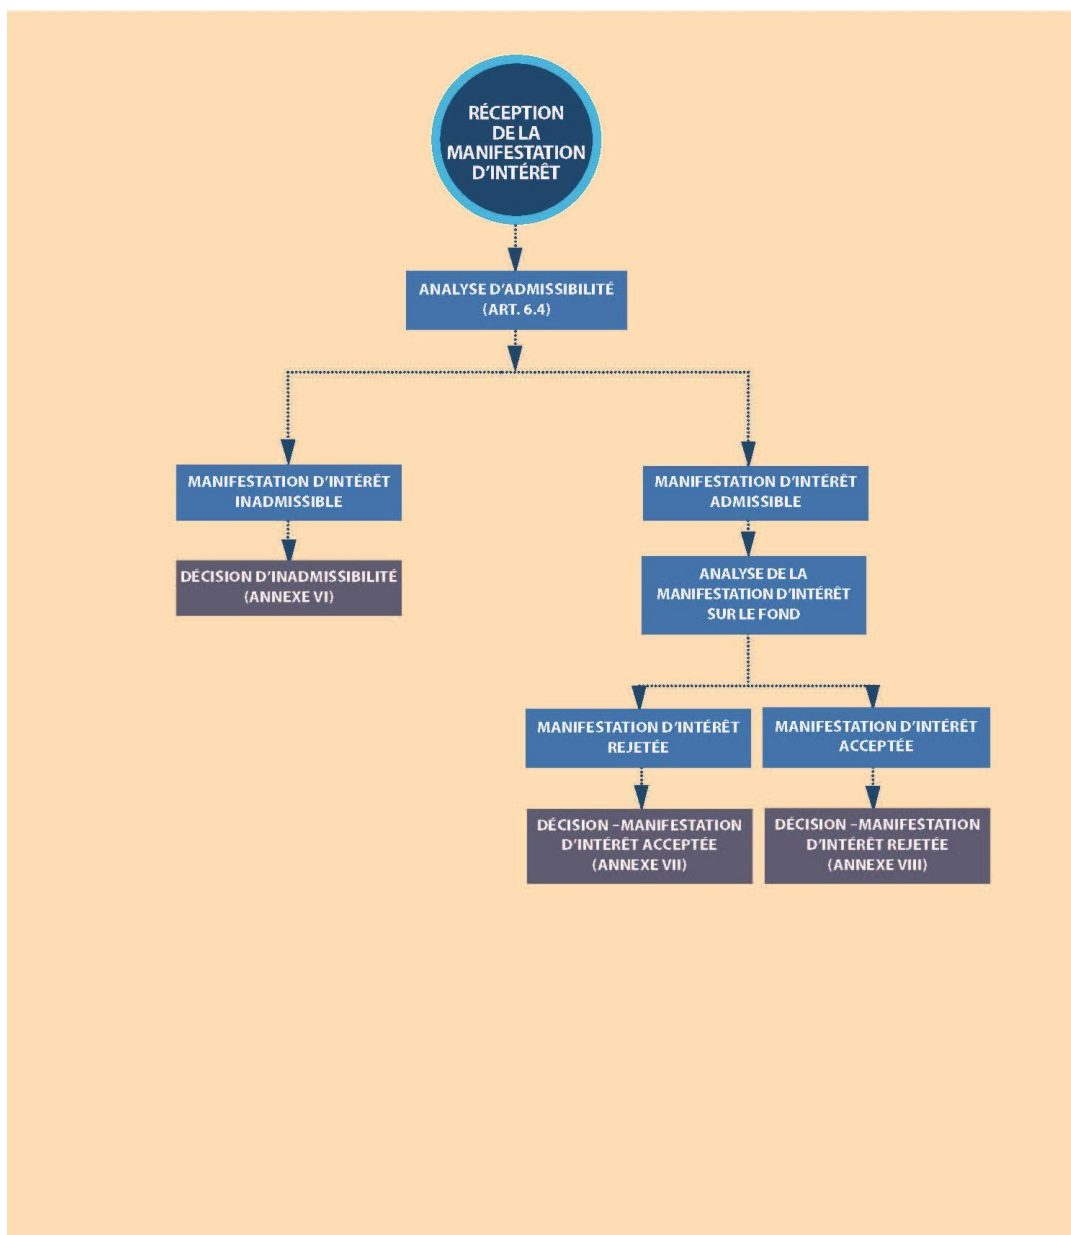 RÉCEPTION
DE LA
MANIFESTATION
D'INTÉRÊT
ANALYSE D'ADMISSIBILITÉ
(ART. 6.4)
MANIFESTATION D'INTÉRÊT
INADMISSIBLE
MANIFESTATION D'INTÉRÊT
ADMISSIBLE
DÉCISION D'INADMISSIBILITÉ
(ANNEXE VI)
ANALYSE DE LA
MANIFESTATION D'INTÉRÊT
SUR LE FOND
MANIFESTATION D'INTÉRÊT
REJETÉE
MANIFESTATION D'INTÉRÊT
ACCEPTÉE
DÉCISION –MANIFESTATION
D'INTÉRÊT ACCEPTÉE
(ANNEXE VII)
DÉCISION –MANIFESTATION
D'INTÉRÊT REJETÉE
(ANNEXE VIII)